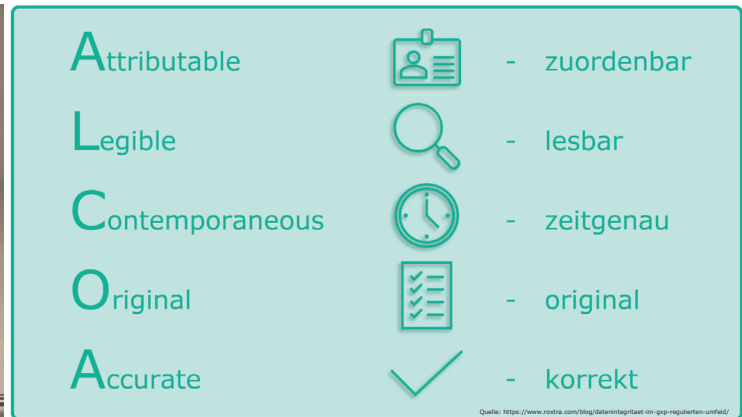 Attributable - zuordenbar
Legible - lesbar
Contemporaneous - zeitgenau
Original - original
Accurate - korrekt
Quelle: https://www.roxtra.com/blog/datenintegritaet-im-gxp-regulierten-umfeld/